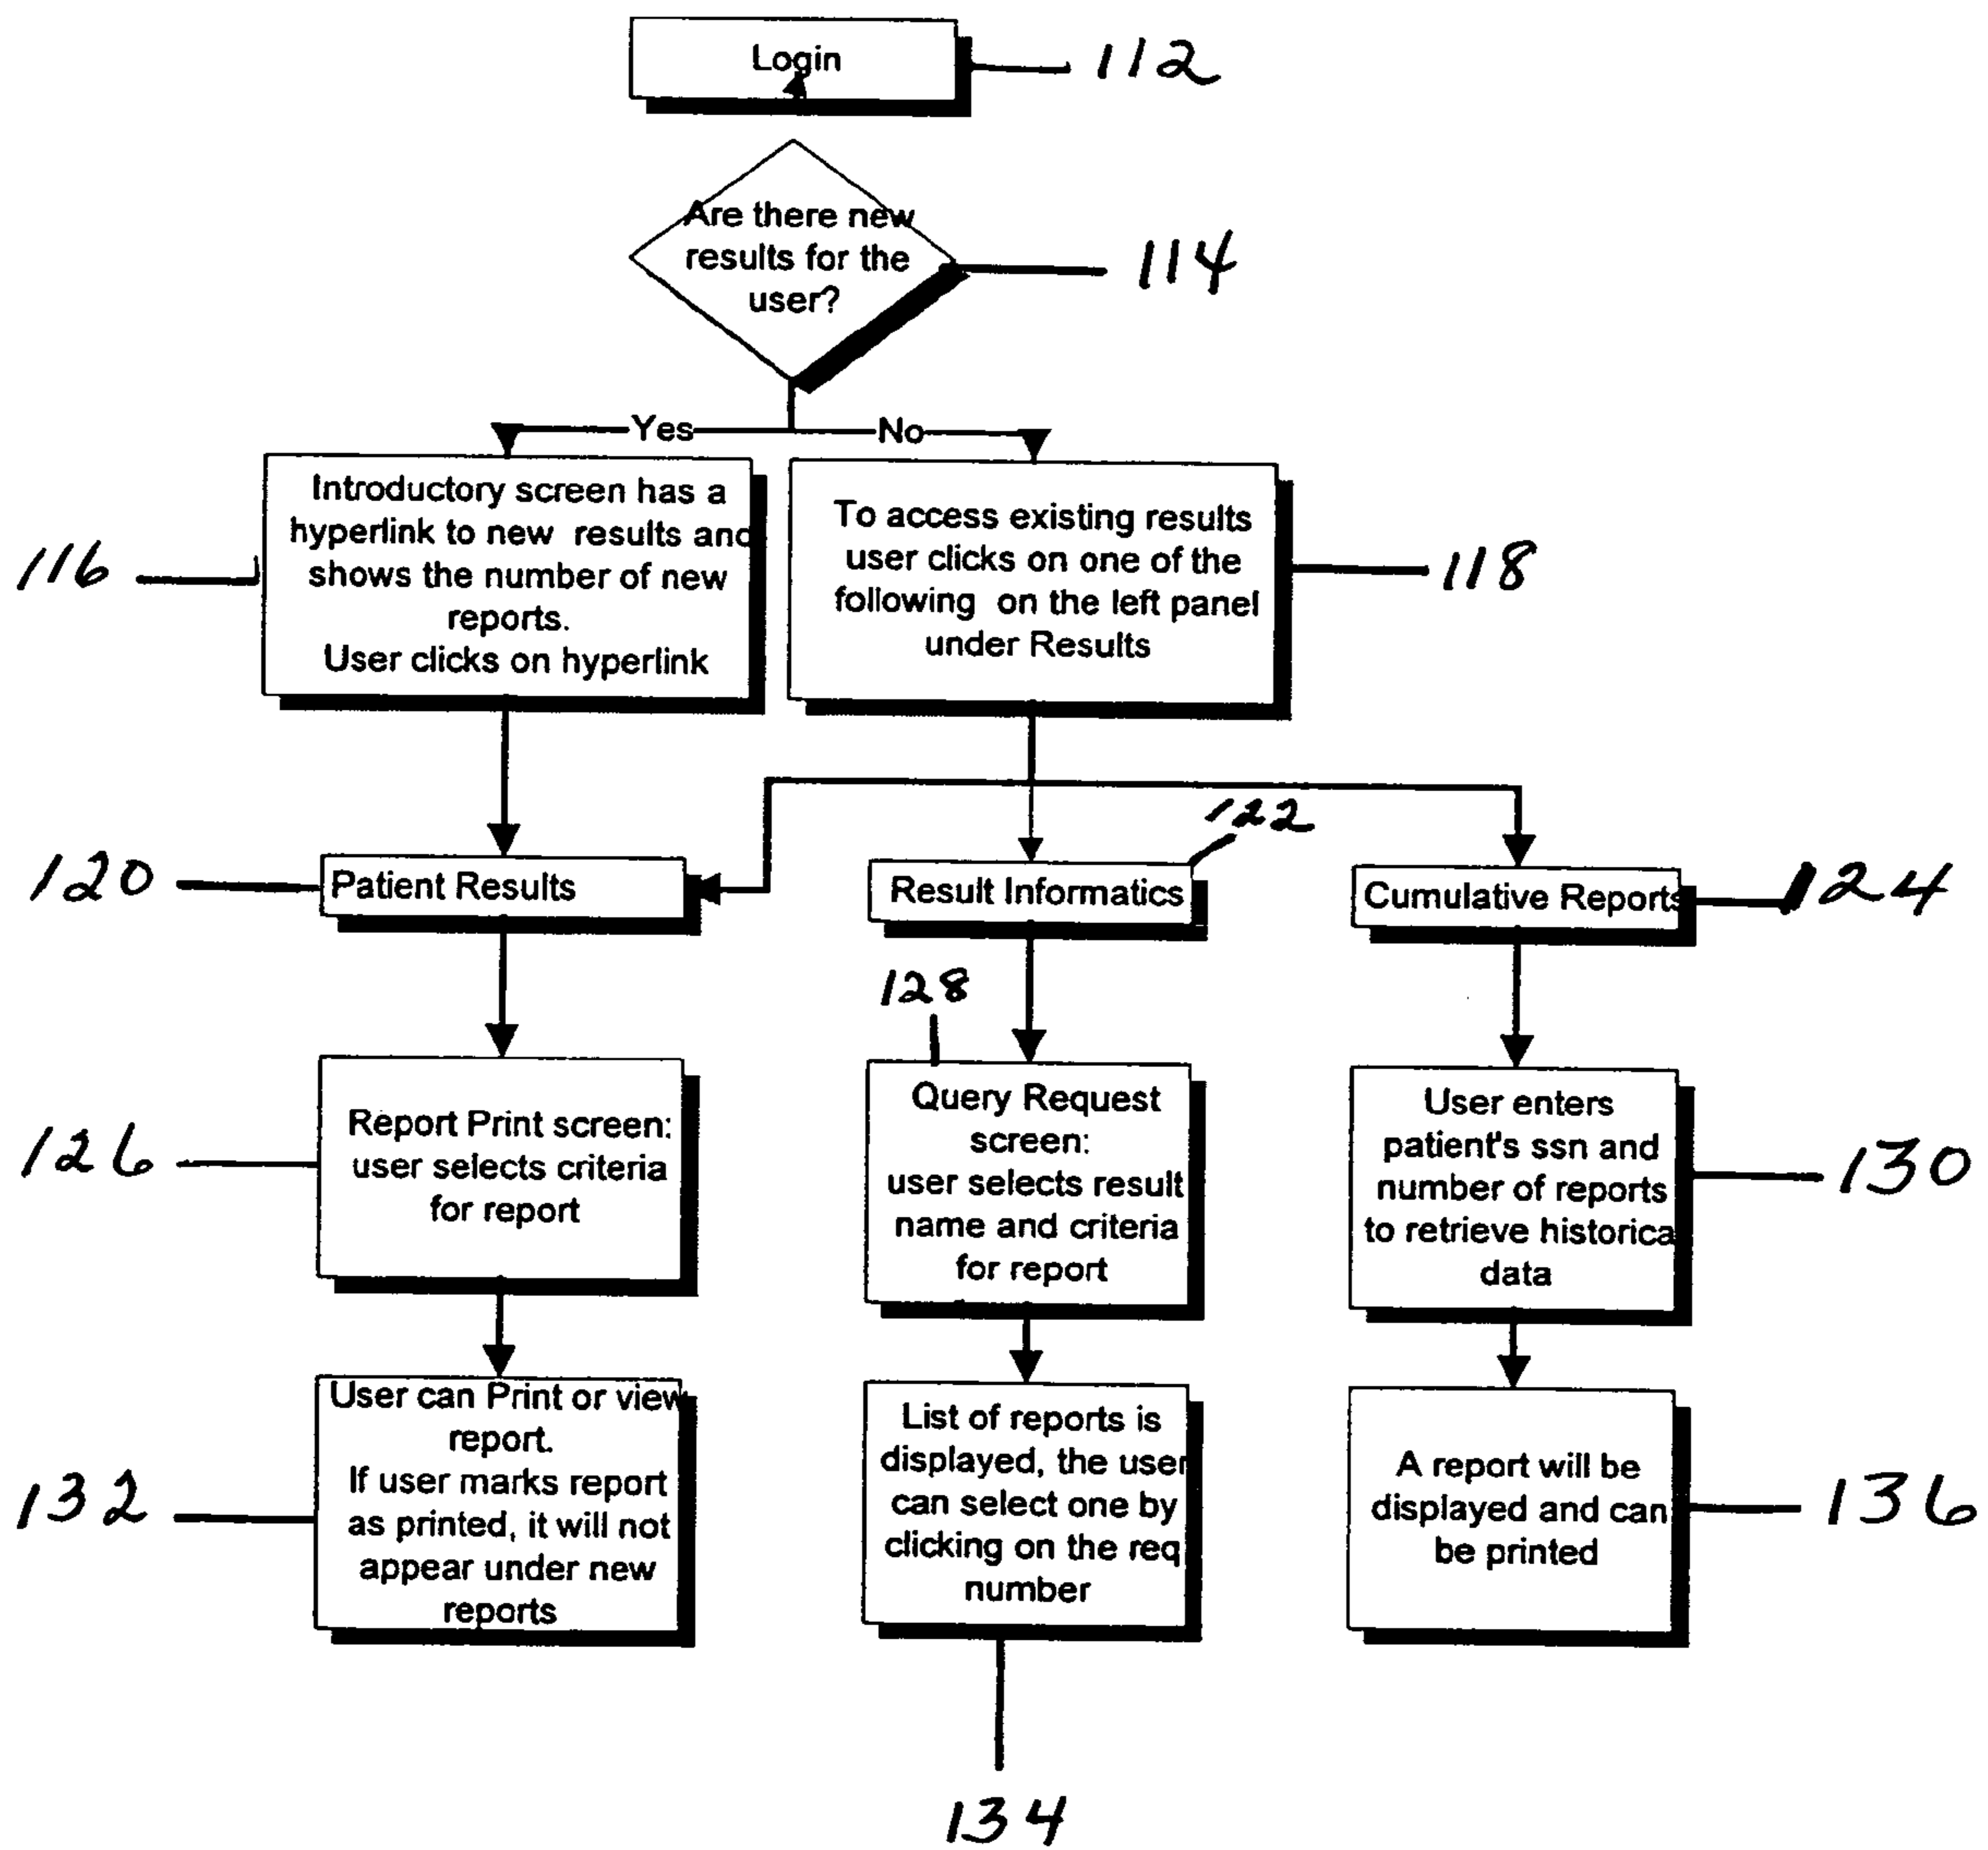 Login
112
Are there new
results for the
user?
114
Yes
No
Introductory screen has a
hyperlink to new results and
shows the number of new
reports.
User clicks on hyperlink
116
To access existing results
user clicks on one of the
following on the left panel
under Results
118
120
Patient Results
122
Result Informatics
Cumulative Reports
124
126
Report Print screen:
user selects criteria
for report
128
Query Request
screen:
user selects result
name and criteria
for report
User enters
patient's ssn and
number of reports
to retrieve historica
data
130
132
User can Print or view
report.
If user marks report
as printed, it will not
appear under new
reports
List of reports is
displayed, the user
can select one by
clicking on the req
number
134
A report will be
displayed and can
be printed
136